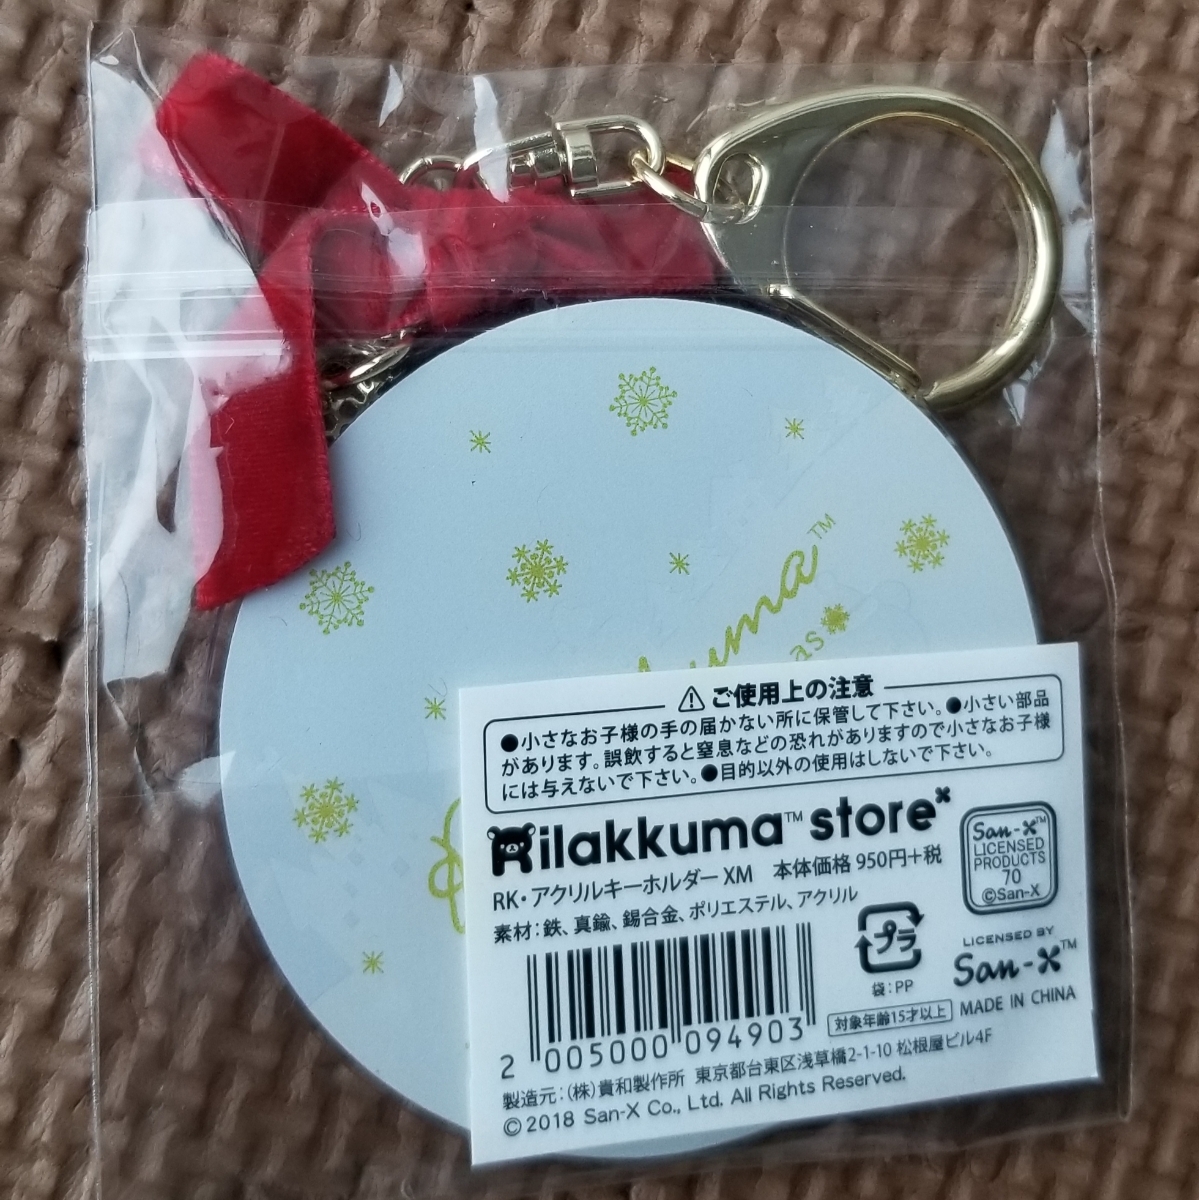 kuma™
as
⚠ご使用上の注意
●小さなお子様の手の届かない所に保管して下さい。●小さい部品
があります。誤飲すると窒息などの恐れがありますので小さなお子様
には与えないで下さい。●目的以外の使用はしないで下さい。
Rilakkuma™ store
RK・アクリルキーホルダー XM 本体価格 950円+税
素材:鉄、真鍮、錫合金、ポリエステル、アクリル
San-X™
LICENSED
PRODUCTS
70
©San-X
プラ
袋:PP
LICENSED BY
San-X™
対象年齢15才以上
MADE IN CHINA
2 005000 094903
製造元:(株)貴和製作所 東京都台東区浅草橋2-1-10 松根屋ビル4F
©2018 San-X Co., Ltd. All Rights Reserved.